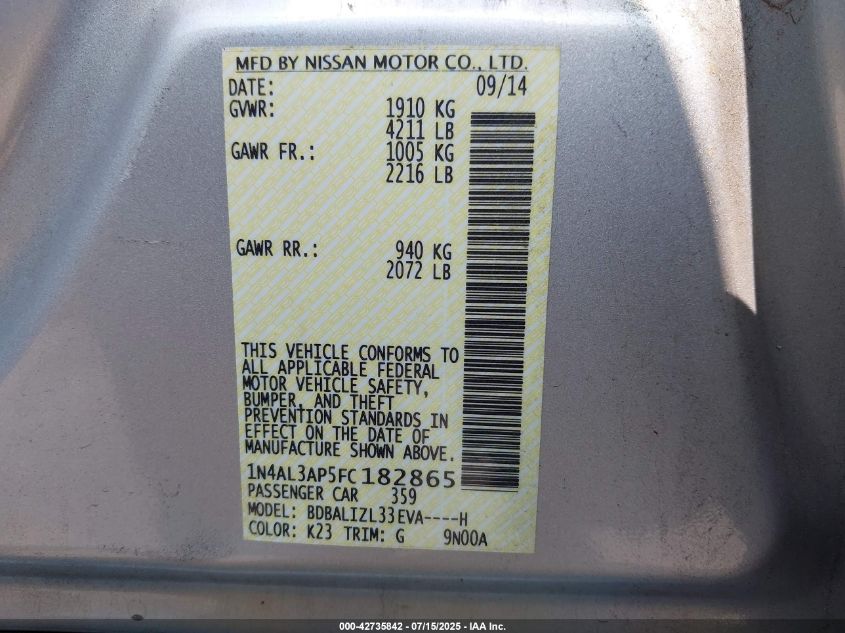 MFD BY NISSAN MOTOR CO., LTD.
DATE: 09/14
GVWR: 1910 KG
4211 LB
GAWR FR.: 1005 KG
2216 LB
GAWR RR.: 940 KG
2072 LB
THIS VEHICLE CONFORMS TO
ALL APPLICABLE FEDERAL
MOTOR VEHICLE SAFETY,
BUMPER, AND THEFT
PREVENTION STANDARDS IN
EFFECT ON THE DATE OF
MANUFACTURE SHOWN ABOVE.
1N4AL3AP5FC182865
PASSENGER CAR 359
MODEL: BDBALIZL33EVA----H
COLOR: K23 TRIM: G 9N00A
000-42735842 - 07/15/2025 - IAA Inc.